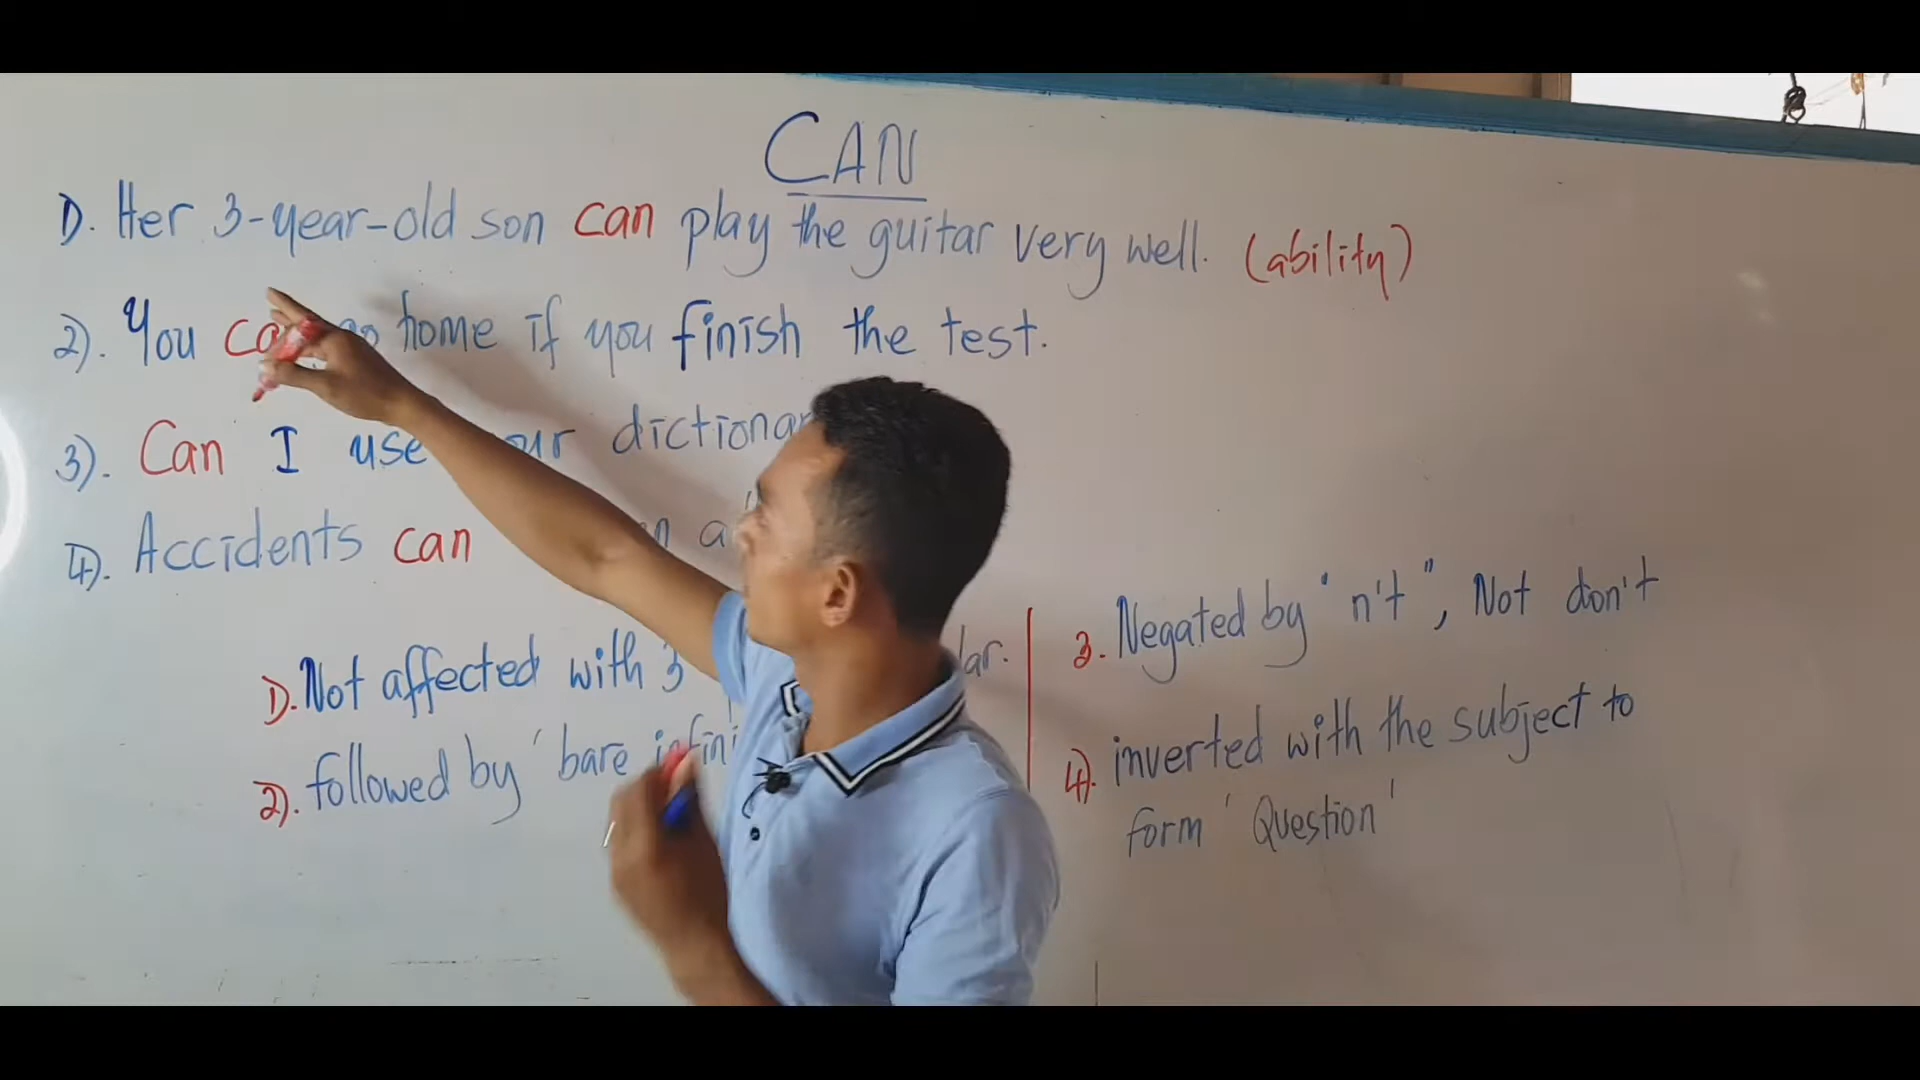 CAN
1). Her 3-year-old son can play the guitar very well. (ability)
2). You home if you finish the test.
3). Can I use
4). Accidents can
1). Not affected with 3
2). followed by 'bare
3. Negated by "n't", Not don't
4). inverted with the subject to
form 'Question'